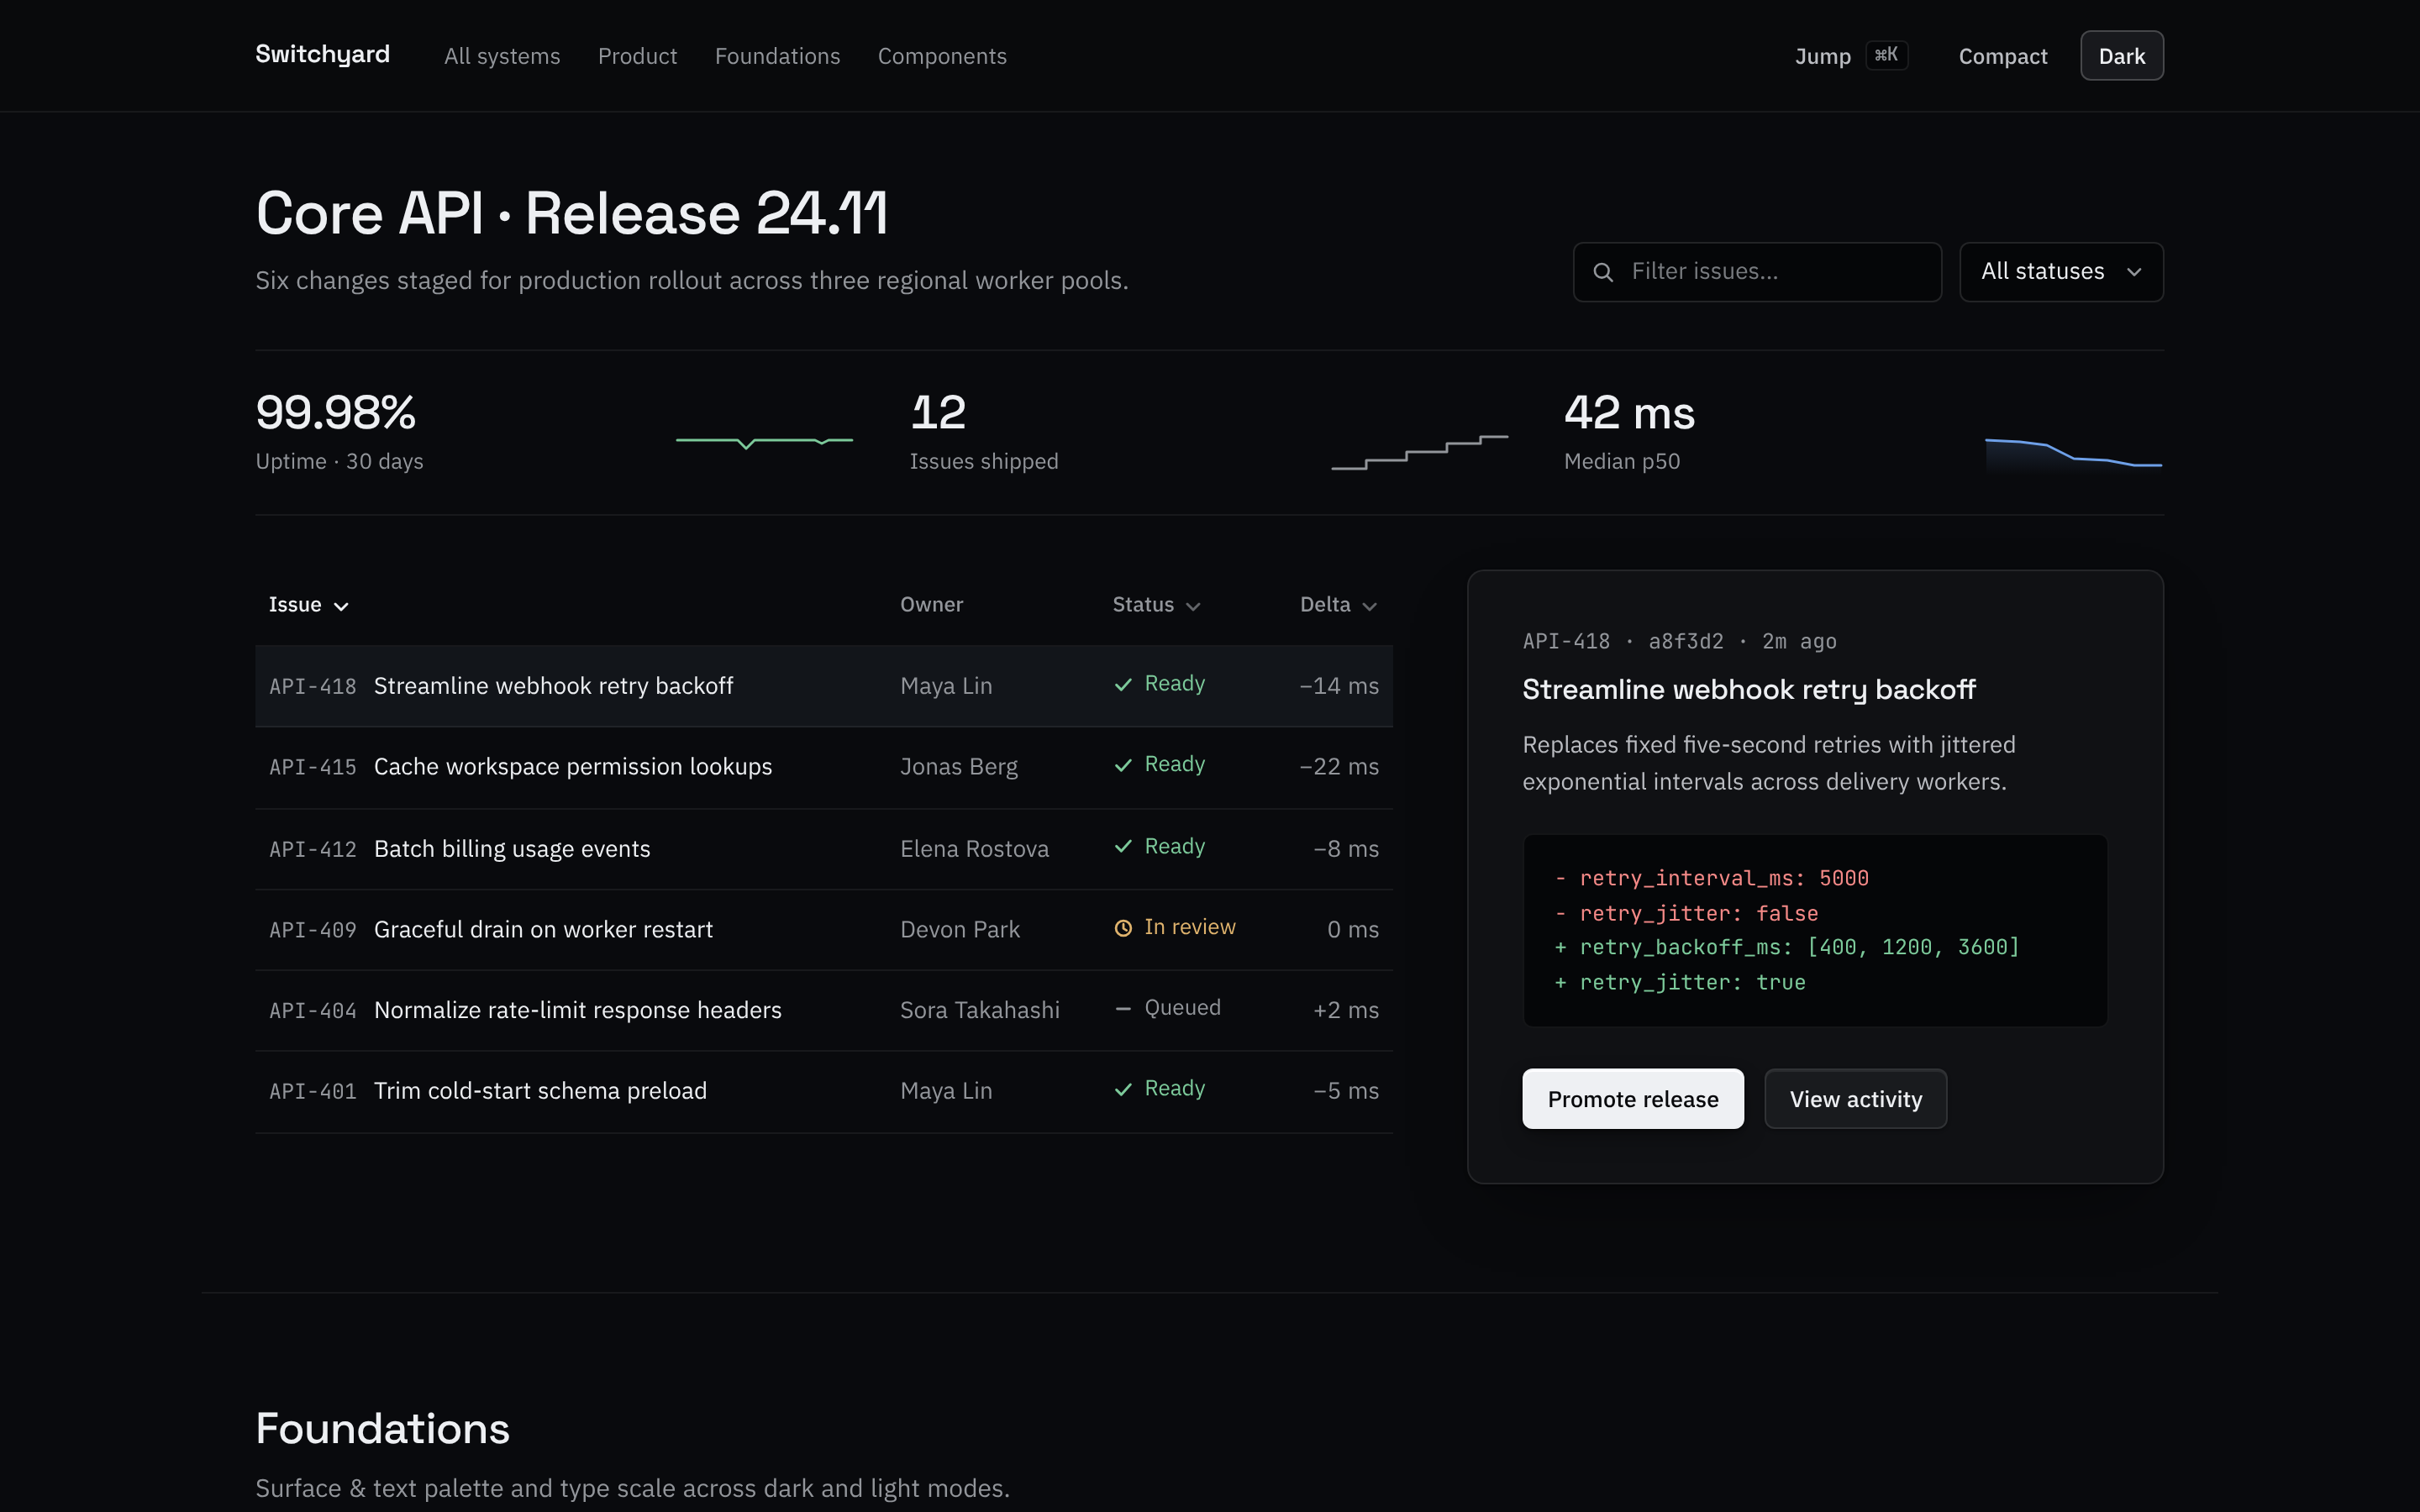 Switchyard All systems Product Foundations Components Jump ⌘K Compact Dark
Core API · Release 24.11
Six changes staged for production rollout across three regional worker pools.
Filter issues... All statuses
99.98%
Uptime · 30 days
12
Issues shipped
42 ms
Median p50
Issue Owner Status Delta
API-418 Streamline webhook retry backoff Maya Lin Ready −14 ms
API-415 Cache workspace permission lookups Jonas Berg Ready −22 ms
API-412 Batch billing usage events Elena Rostova Ready −8 ms
API-409 Graceful drain on worker restart Devon Park In review 0 ms
API-404 Normalize rate-limit response headers Sora Takahashi Queued +2 ms
API-401 Trim cold-start schema preload Maya Lin Ready −5 ms
API-418 · a8f3d2 · 2m ago
Streamline webhook retry backoff
Replaces fixed five-second retries with jittered
exponential intervals across delivery workers.
- retry_interval_ms: 5000
- retry_jitter: false
+ retry_backoff_ms: [400, 1200, 3600]
+ retry_jitter: true
Promote release View activity
Foundations
Surface & text palette and type scale across dark and light modes.